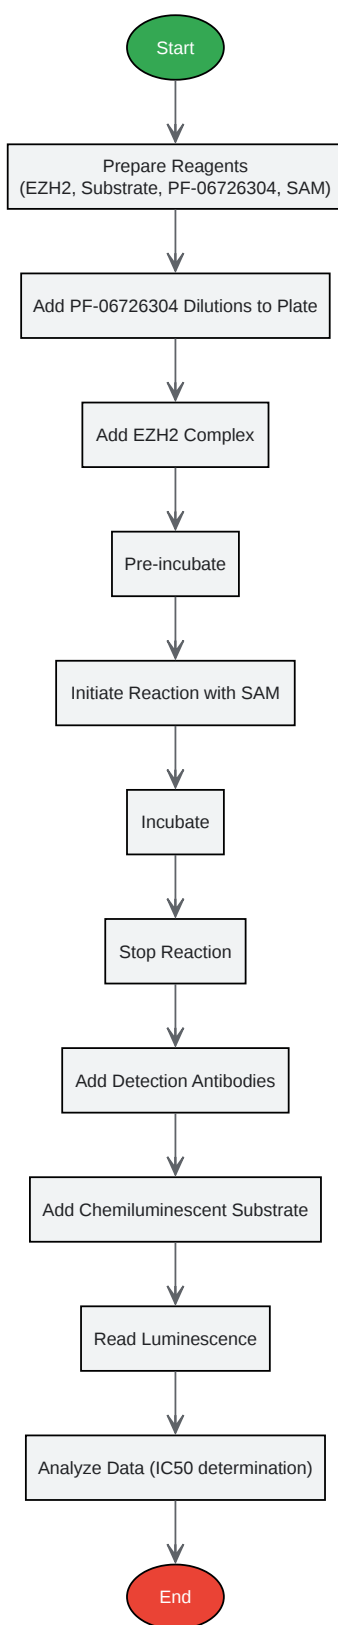 Start
Prepare Reagents
(EZH2, Substrate, PF-06726304, SAM)
Add PF-06726304 Dilutions to Plate
Add EZH2 Complex
Pre-incubate
Initiate Reaction with SAM
Incubate
Stop Reaction
Add Detection Antibodies
Add Chemiluminescent Substrate
Read Luminescence
Analyze Data (IC50 determination)
End